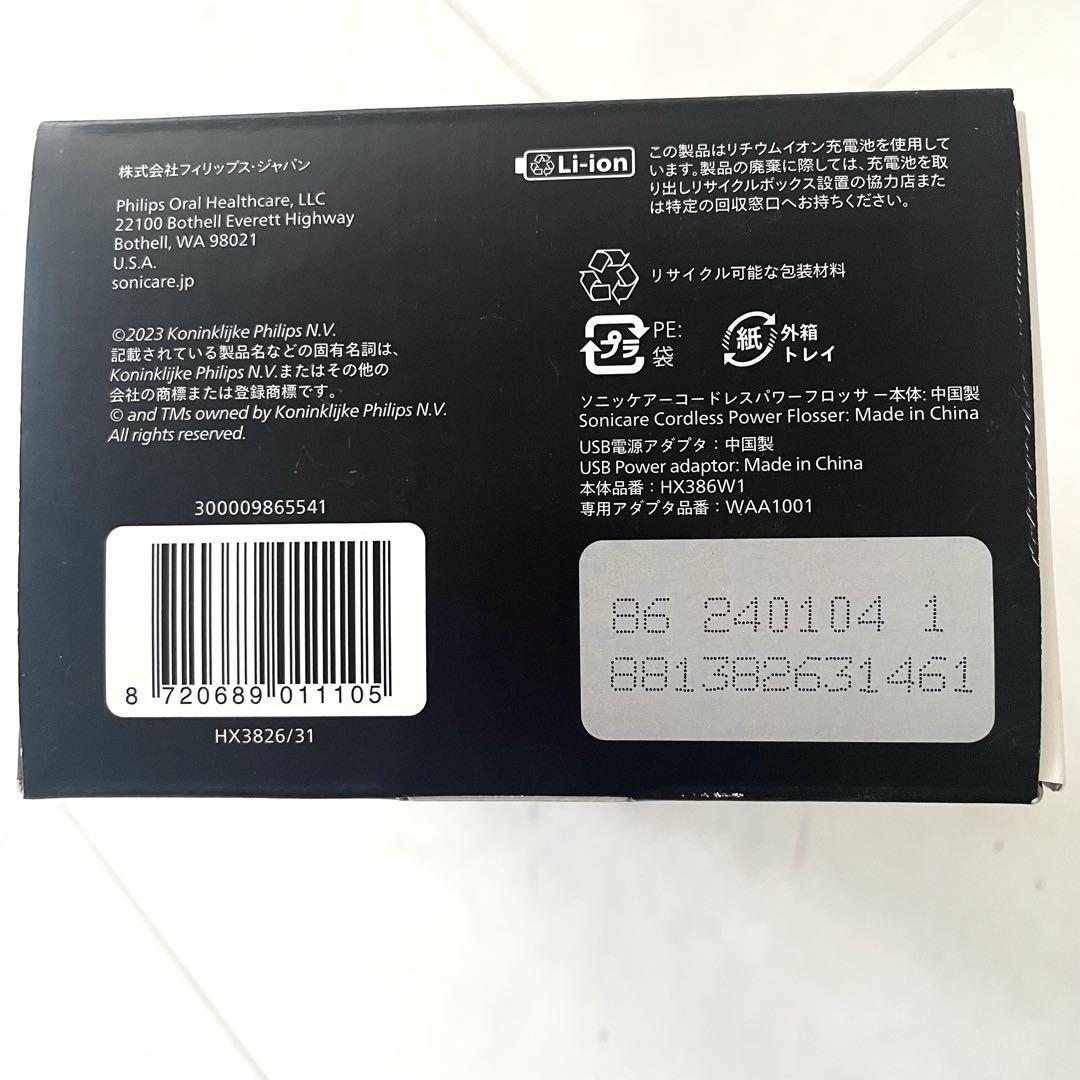 株式会社フィリップス・ジャパン
Philips Oral Healthcare, LLC
22100 Bothell Everett Highway
Bothell, WA 98021
U.S.A.
sonicare.jp
©2023 Koninklijke Philips N.V.
記載されている製品名などの固有名詞は、
Koninklijke Philips N.V.またはその他の
会社の商標または登録商標です。
© and TMs owned by Koninklijke Philips N.V.
All rights reserved.
300009865541
8 720689 011105
HX3826/31
Li-ion
この製品はリチウムイオン充電池を使用して
います。製品の廃棄に際しては、充電池を取
り出しリサイクルボックス設置の協力店また
は特定の回収窓口へお持ちください。
リサイクル可能な包装材料
プラ
PE:
袋
紙
外箱
トレイ
ソニッケアーコードレスパワーフロッサー本体: 中国製
Sonicare Cordless Power Flosser: Made in China
USB電源アダプタ：中国製
USB Power adaptor: Made in China
本体品番：HX386W1
専用アダプタ品番：WAA1001
86 240104 1
881382631461